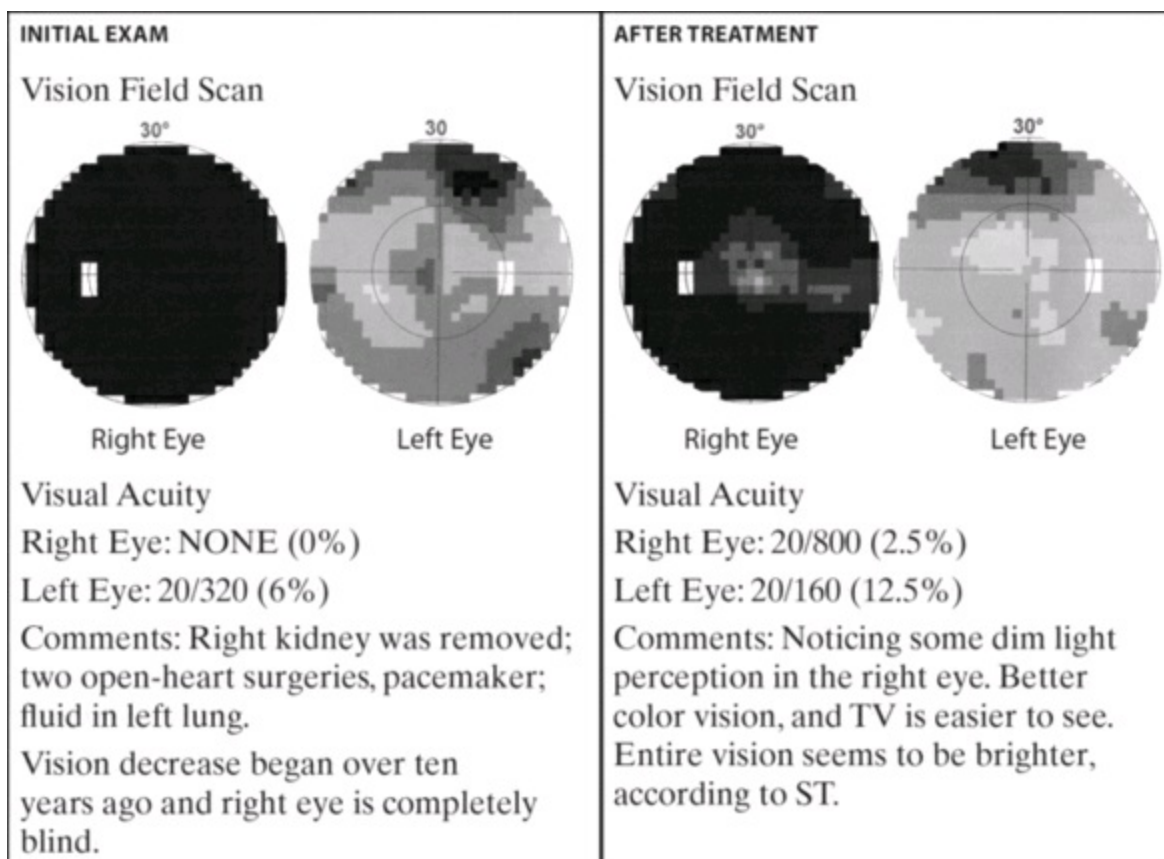 INITIAL EXAM
Vision Field Scan
30°
30
Right Eye
Left Eye
Visual Acuity
Right Eye: NONE (0%)
Left Eye: 20/320 (6%)
Comments: Right kidney was removed;
two open-heart surgeries, pacemaker;
fluid in left lung.
Vision decrease began over ten
years ago and right eye is completely
blind.
AFTER TREATMENT
Vision Field Scan
30°
30°
Right Eye
Left Eye
Visual Acuity
Right Eye: 20/800 (2.5%)
Left Eye: 20/160 (12.5%)
Comments: Noticing some dim light
perception in the right eye. Better
color vision, and TV is easier to see.
Entire vision seems to be brighter,
according to ST.